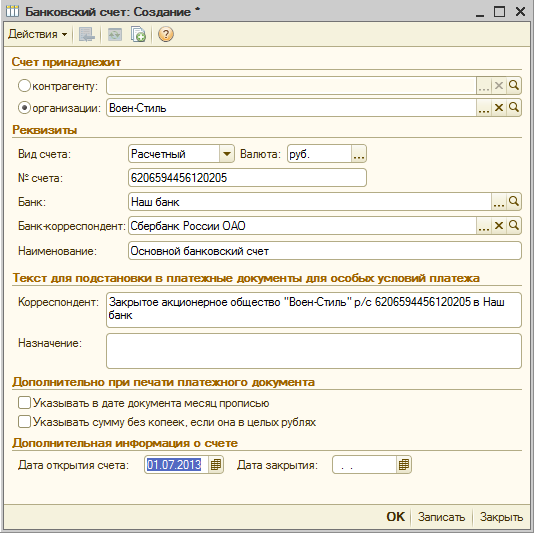 Банковский счет: Создание *
Действия
Счет принадлежит
контрагенту:
организации: Воен-Стиль
Реквизиты
Вид счета: Расчетный Валюта: руб.
№ счета: 6206594456120205
Банк: Наш банк
Банк-корреспондент: Сбербанк России ОАО
Наименование: Основной банковский счет
Текст для подстановки в платежные документы для особых условий платежа
Корреспондент: Закрытое акционерное общество "Воен-Стиль" р/с 6206594456120205 в Наш
банк
Назначение:
Дополнительно при печати платежного документа
Указывать в дате документа месяц прописью
Указывать сумму без копеек, если она в целых рублях
Дополнительная информация о счете
Дата открытия счета: 01.07.2013 Дата закрытия: . .
OK Записать Закрыть